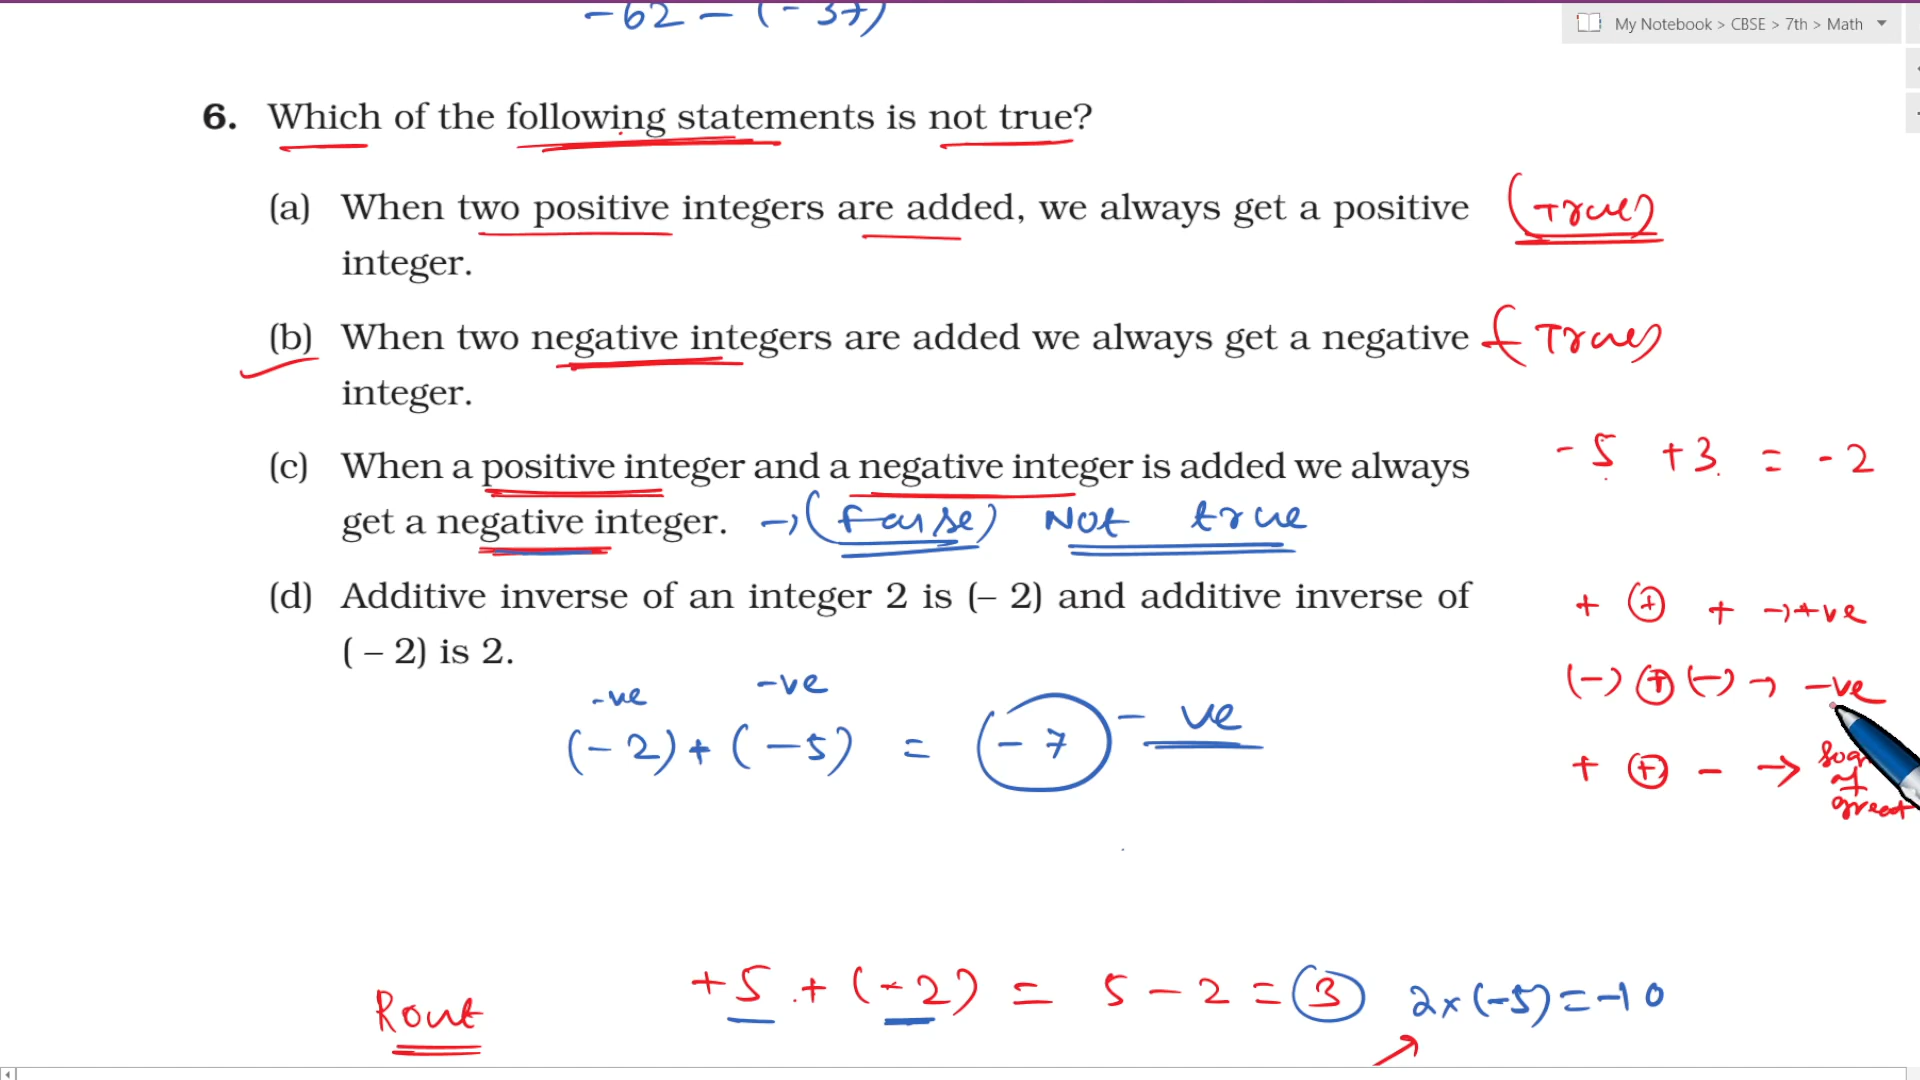 -62-(-37)
My Notebook > CBSE > 7th > Math
6. Which of the following statements is not true?
(a) When two positive integers are added, we always get a positive (True)
integer.
(b) When two negative integers are added we always get a negative (True)
integer.
-5 +3 = -2
(c) When a positive integer and a negative integer is added we always
get a negative integer. → (False) Not true
(d) Additive inverse of an integer 2 is (– 2) and additive inverse of
( – 2) is 2.
+ (+) + → +ve
(-) (+) (-) → -ve
+ (+) - → of great
-ve -ve
(-2)+(-5) = (-7) -ve
+5 + (-2) = 5-2 = (3) 2×(-5)=-10